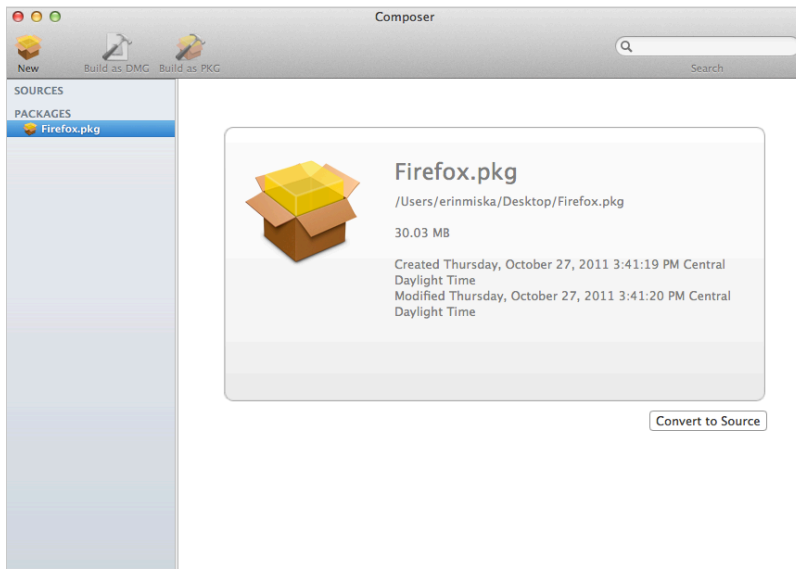 Composer
New
Build as DMG
Build as PKG
Search
SOURCES
PACKAGES
Firefox.pkg
Firefox.pkg
/Users/erinmiska/Desktop/Firefox.pkg
30.03 MB
Created Thursday, October 27, 2011 3:41:19 PM Central
Daylight Time
Modified Thursday, October 27, 2011 3:41:20 PM Central
Daylight Time
Convert to Source